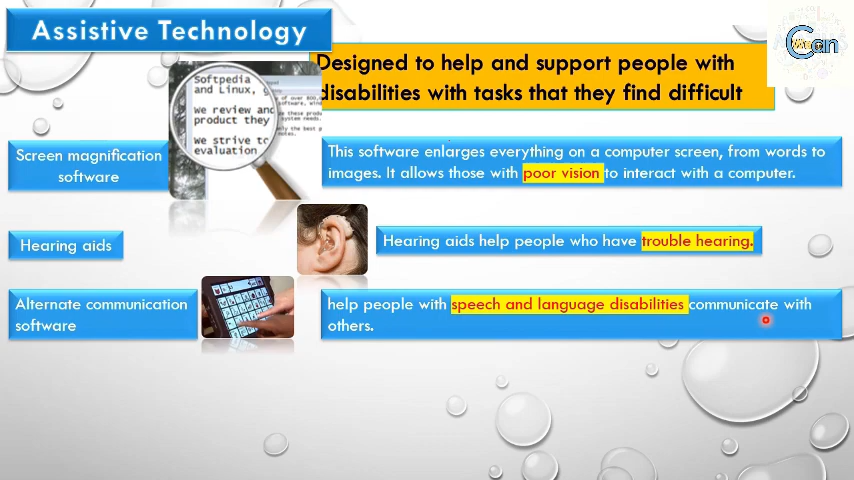 Assistive Technology
Designed to help and support people with
disabilities with tasks that they find difficult
Softpedia
and Linux, g
we review and
product they
we strive to
evaluation
Screen magnification
software
This software enlarges everything on a computer screen, from words to
images. It allows those with poor vision to interact with a computer.
Hearing aids
Hearing aids help people who have trouble hearing.
Alternate communication
software
help people with speech and language disabilities communicate with
others.
Can